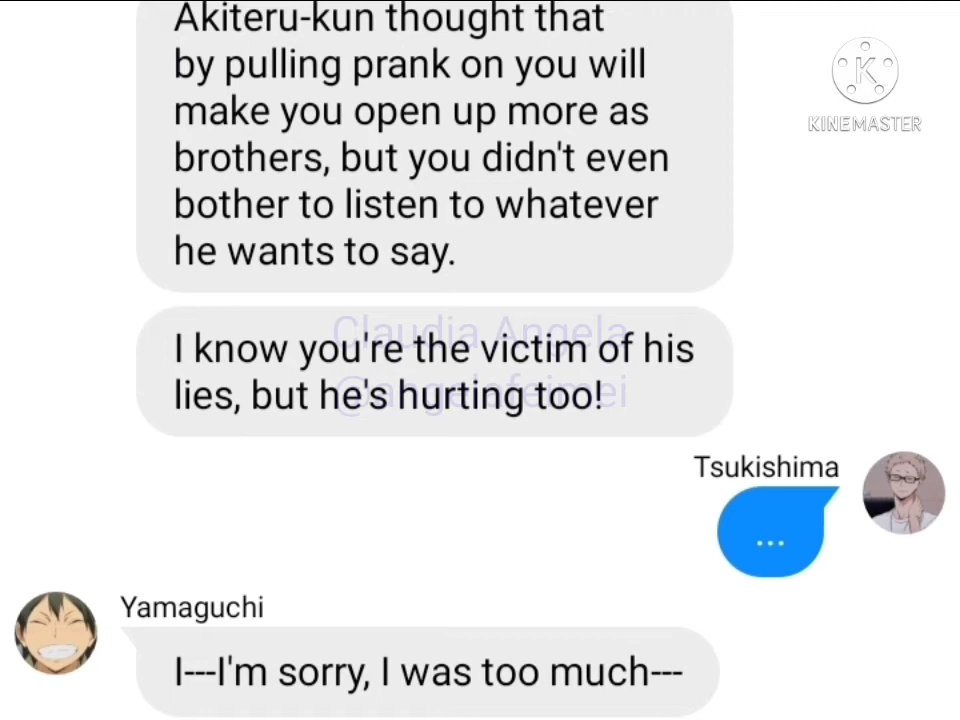 Akiteru-kun thought that
by pulling prank on you will
make you open up more as
brothers, but you didn't even
bother to listen to whatever
he wants to say.
KINEMASTER
Claudia Angela
I know you're the victim of his
lies, but he's hurting too!
@angelafeimei
Tsukishima
...
Yamaguchi
I---I'm sorry, I was too much---